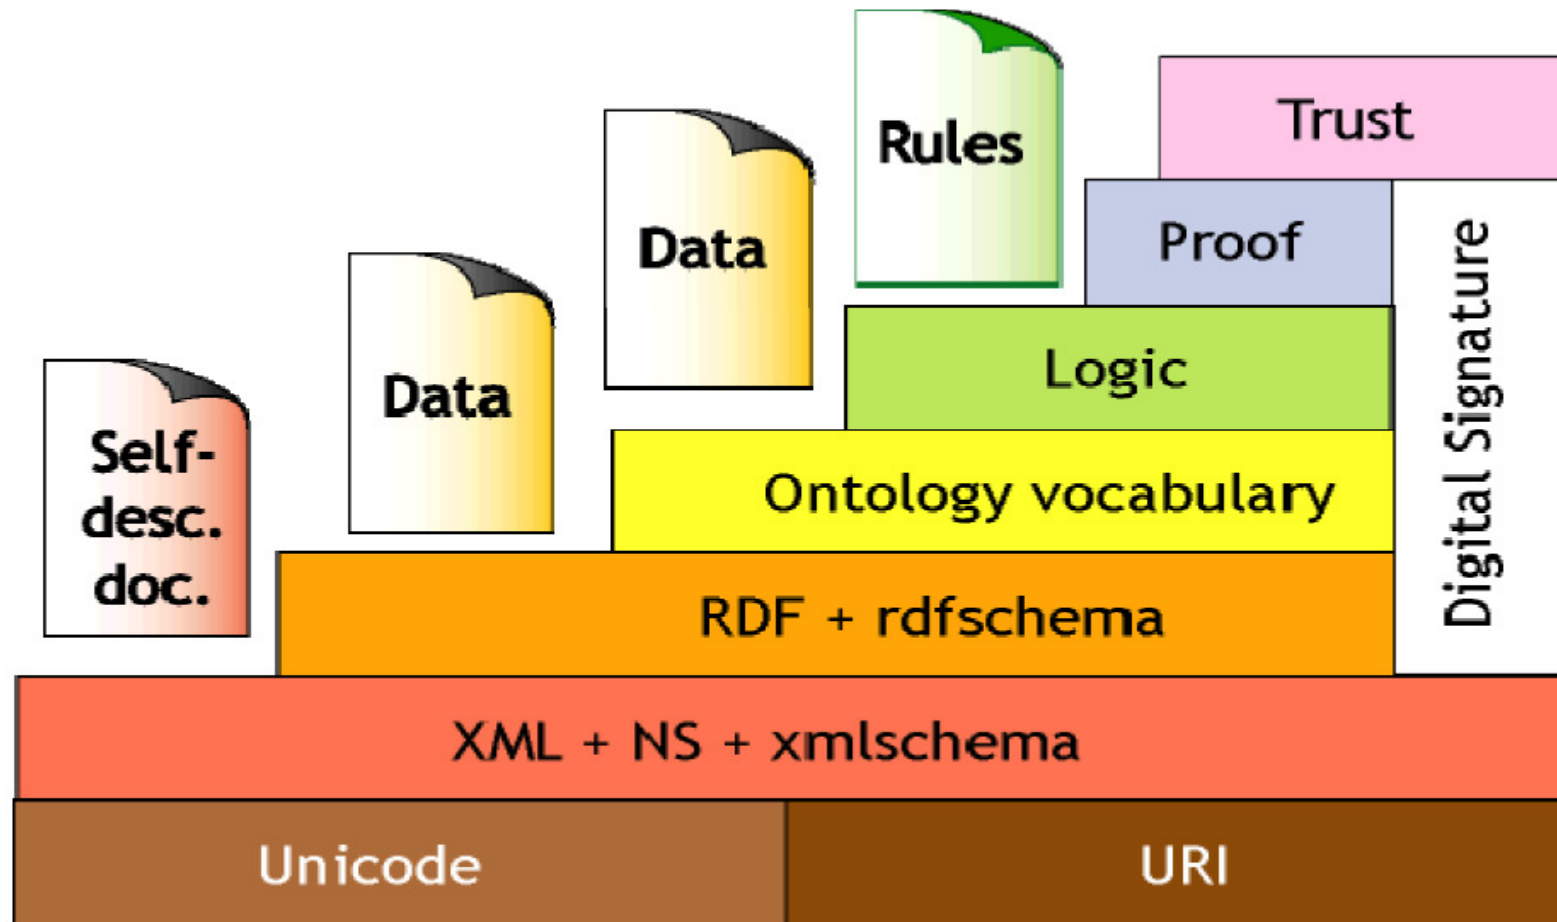 Rules
Trust
Data
Proof
Data
Logic
Digital Signature
Self-
desc.
doc.
Ontology vocabulary
RDF + rdfschema
XML + NS + xmlschema
Unicode
URI